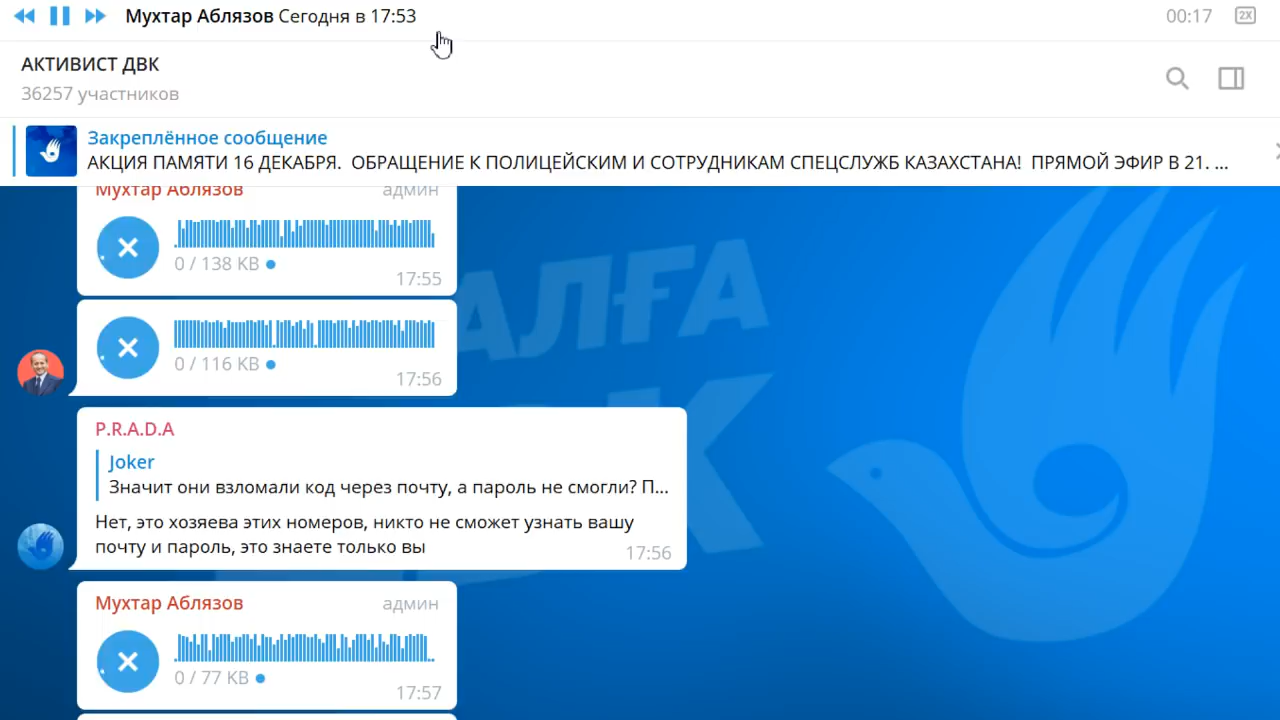 Мухтар Аблязов Сегодня в 17:53
00:17
2X
АКТИВИСТ ДВК
36257 участников
Закреплённое сообщение
АКЦИЯ ПАМЯТИ 16 ДЕКАБРЯ. ОБРАЩЕНИЕ К ПОЛИЦЕЙСКИМ И СОТРУДНИКАМ СПЕЦСЛУЖБ КАЗАХСТАНА! ПРЯМОЙ ЭФИР В 21. ...
Мухтар Аблязов
админ
0 / 138 KB
17:55
0 / 116 KB
17:56
АЛҒА
P.R.A.D.A
Joker
Значит они взломали код через почту, а пароль не смогли? П...
Нет, это хозяева этих номеров, никто не сможет узнать вашу
почту и пароль, это знаете только вы
17:56
Мухтар Аблязов
админ
0 / 77 KB
17:57